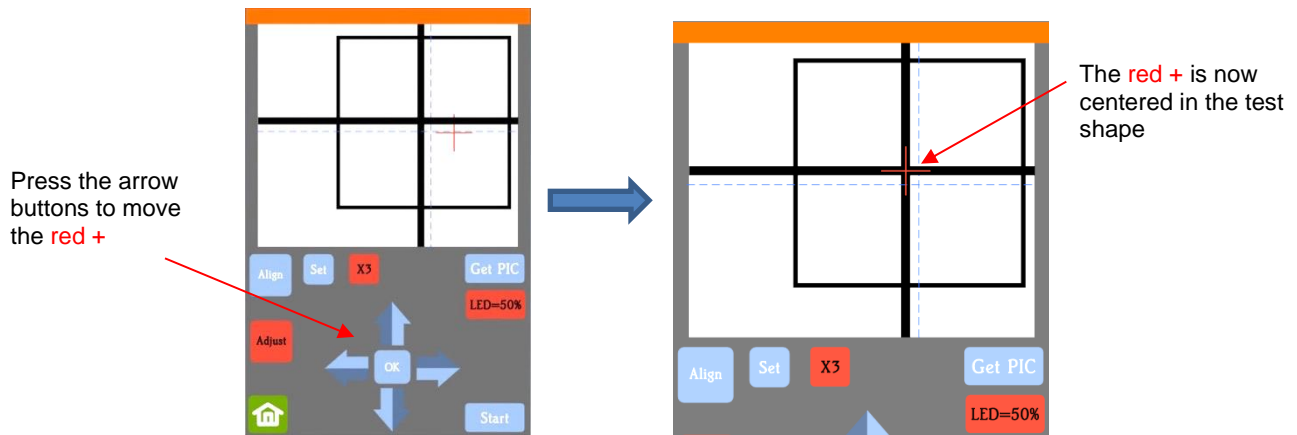 Press the arrow
buttons to move
the red +
Align
Set
X3
Get PIC
LED=50%
Adjust
OK
Start
The red + is now
centered in the test
shape
Align
Set
X3
Get PIC
LED=50%